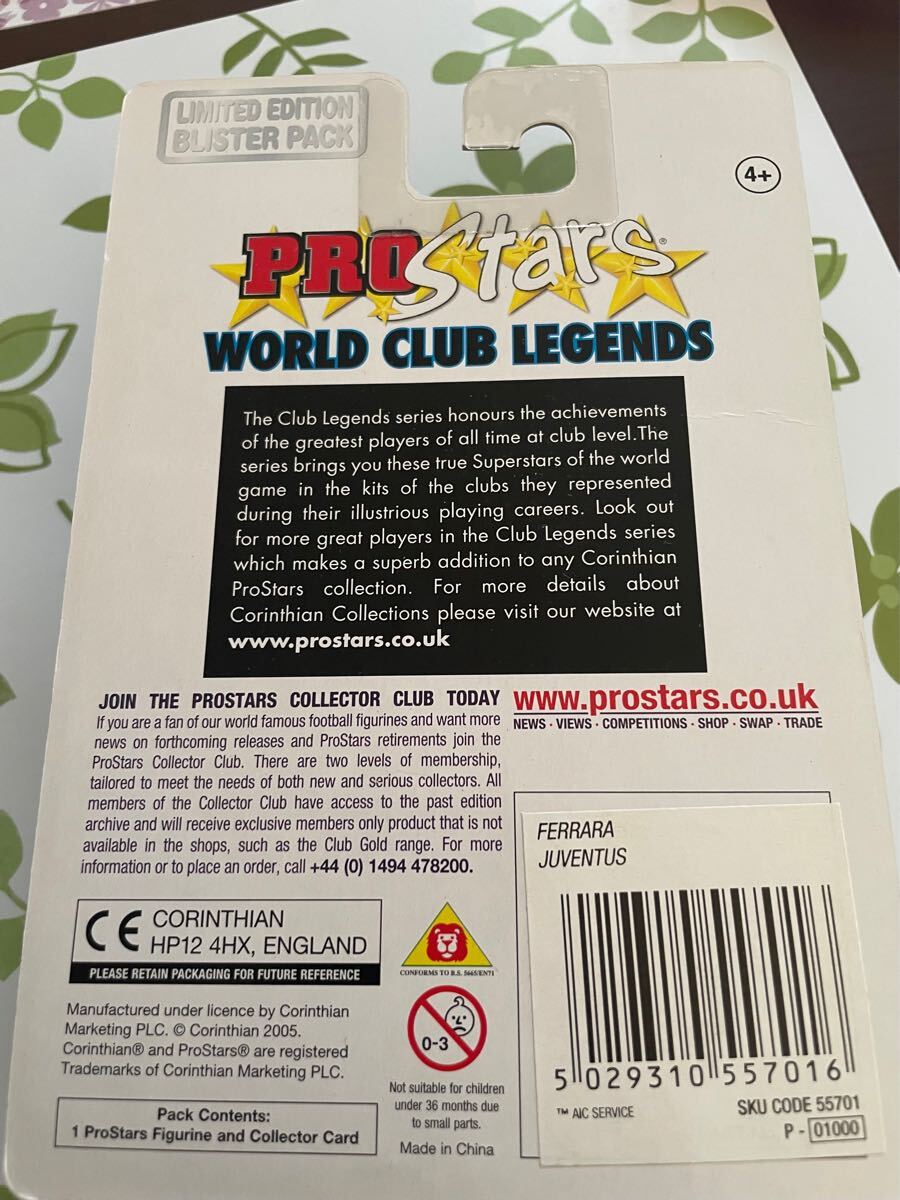 LIMITED EDITION
BLISTER PACK
4+
PROStars®
WORLD CLUB LEGENDS
The Club Legends series honours the achievements
of the greatest players of all time at club level.The
series brings you these true Superstars of the world
game in the kits of the clubs they represented
during their illustrious playing careers. Look out
for more great players in the Club Legends series
which makes a superb addition to any Corinthian
ProStars collection. For more details about
Corinthian Collections please visit our website at
www.prostars.co.uk
JOIN THE PROSTARS COLLECTOR CLUB TODAY
If you are a fan of our world famous football figurines and want more
news on forthcoming releases and ProStars retirements join the
ProStars Collector Club. There are two levels of membership,
tailored to meet the needs of both new and serious collectors. All
members of the Collector Club have access to the past edition
archive and will receive exclusive members only product that is not
available in the shops, such as the Club Gold range. For more
information or to place an order, call +44 (0) 1494 478200.
www.prostars.co.uk
NEWS · VIEWS · COMPETITIONS · SHOP · SWAP · TRADE
CE CORINTHIAN
HP12 4HX, ENGLAND
PLEASE RETAIN PACKAGING FOR FUTURE REFERENCE
Manufactured under licence by Corinthian
Marketing PLC. © Corinthian 2005.
Corinthian® and ProStars® are registered
Trademarks of Corinthian Marketing PLC.
Pack Contents:
1 ProStars Figurine and Collector Card
CONFORMS TO B.S. 5665/EN71
0-3
Not suitable for children
under 36 months due
to small parts.
Made in China
FERRARA
JUVENTUS
5 029310 557016
™ AIC SERVICE
SKU CODE 55701
P - 01000